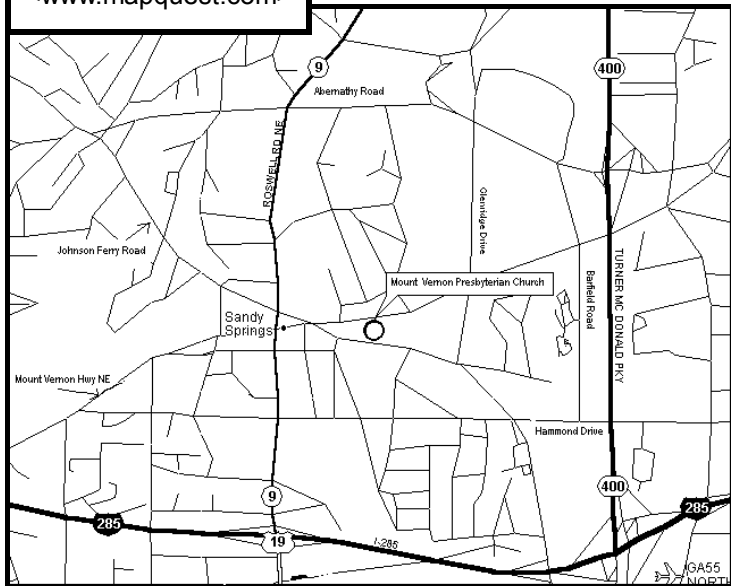 <www.mapquest.com>
9
400
Abernathy Road
ROSWELL RD NE
Glenridge Drive
Johnson Ferry Road
Mount Vernon Presbyterian Church
Barfield Road
TURNER MC DONALD PKY
Sandy
Springs
Mount Vernon Hwy NE
Hammond Drive
9
400
285
285
19
I-285
GA55
NORTH